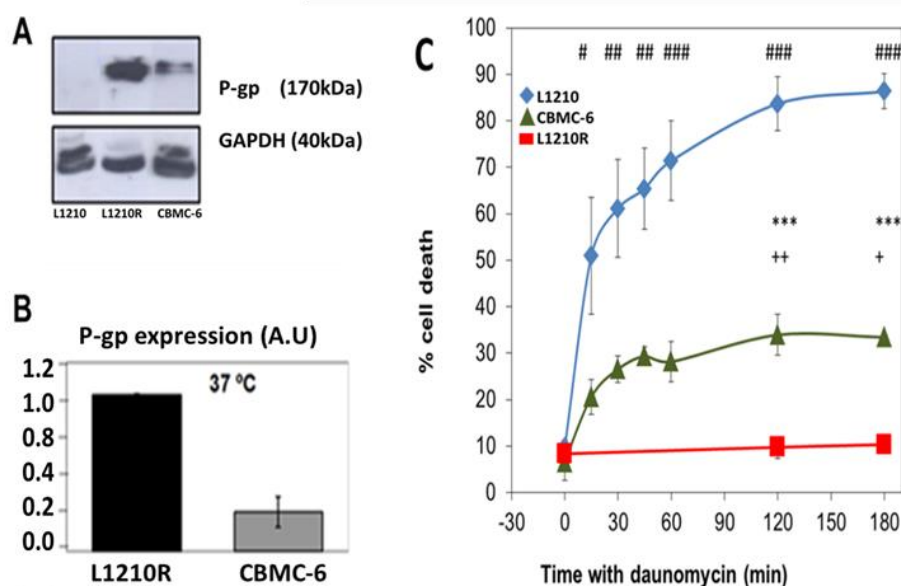 A
P-gp (170kDa)
GAPDH (40kDa)
L1210 L1210R CBMC-6
B
P-gp expression (A.U)
37 ºC
1.2
1.0
0.8
0.4
0.2
0.0
L1210R CBMC-6
C
# ## ## ### ### ###
L1210
CBMC-6
L1210R
*** ***
++ +
% cell death
100
90
80
70
60
50
40
30
20
10
0
-30 0 30 60 90 120 150 180
Time with daunomycin (min)